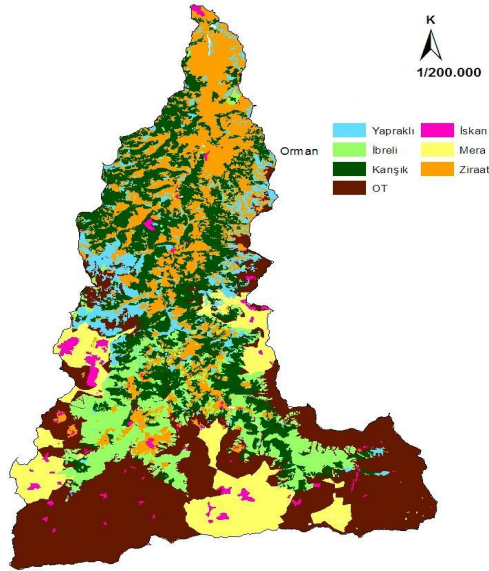 K
1/200.000
Orman
Yapraklı
İskan
İbreli
Mera
Karışık
Ziraat
OT